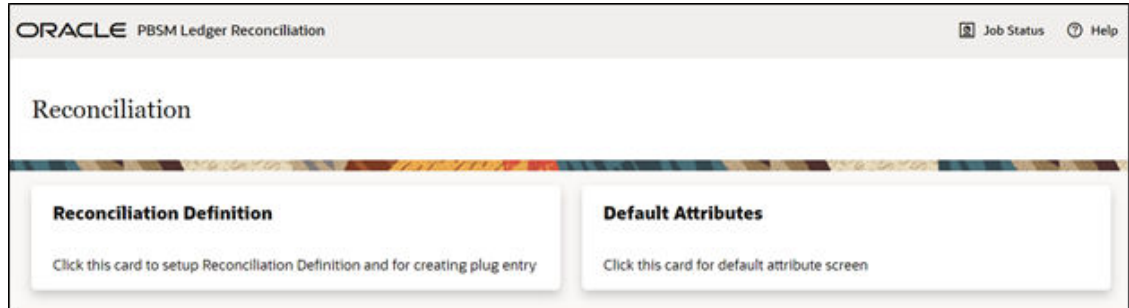 ORACLE PBSM Ledger Reconciliation
Job Status
Help
Reconciliation
Reconciliation Definition
Click this card to setup Reconciliation Definition and for creating plug entry
Default Attributes
Click this card for default attribute screen